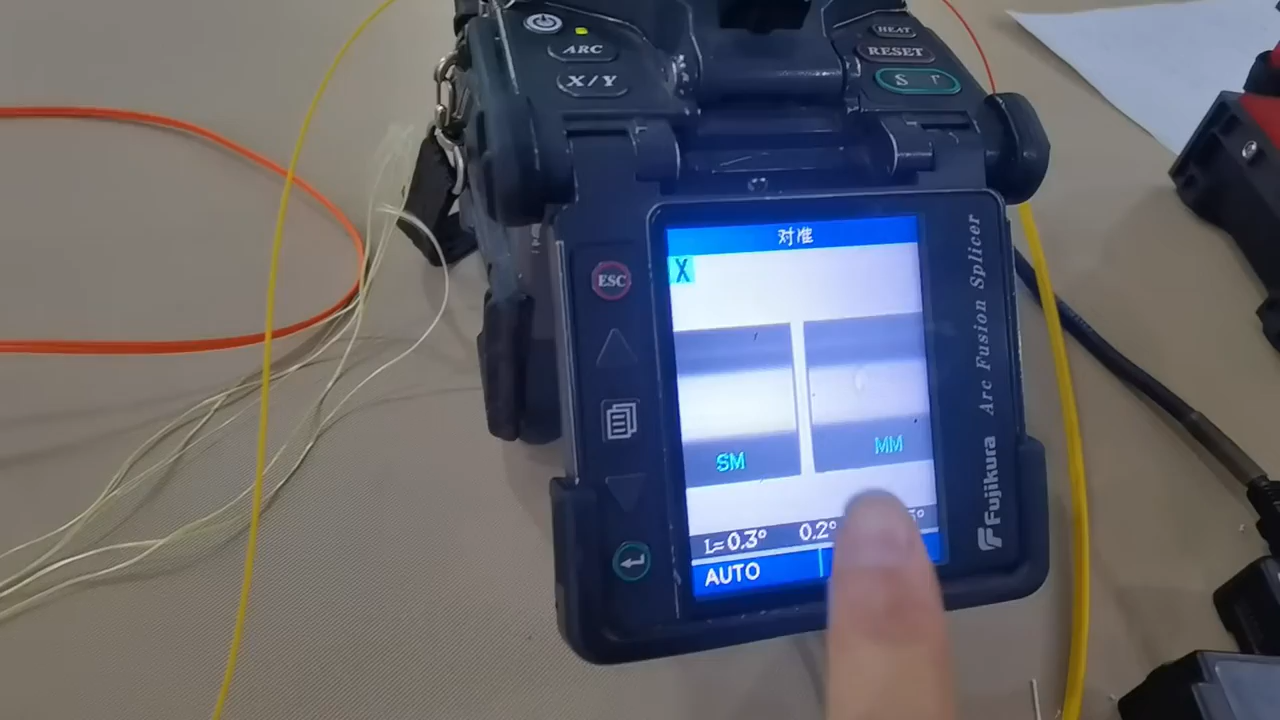 ARC
X/Y
HEAT
RESET
对准
X
ESC
SM
MM
L=0.3°
0.2°
AUTO
Arc Fusion Splicer
Fujikura